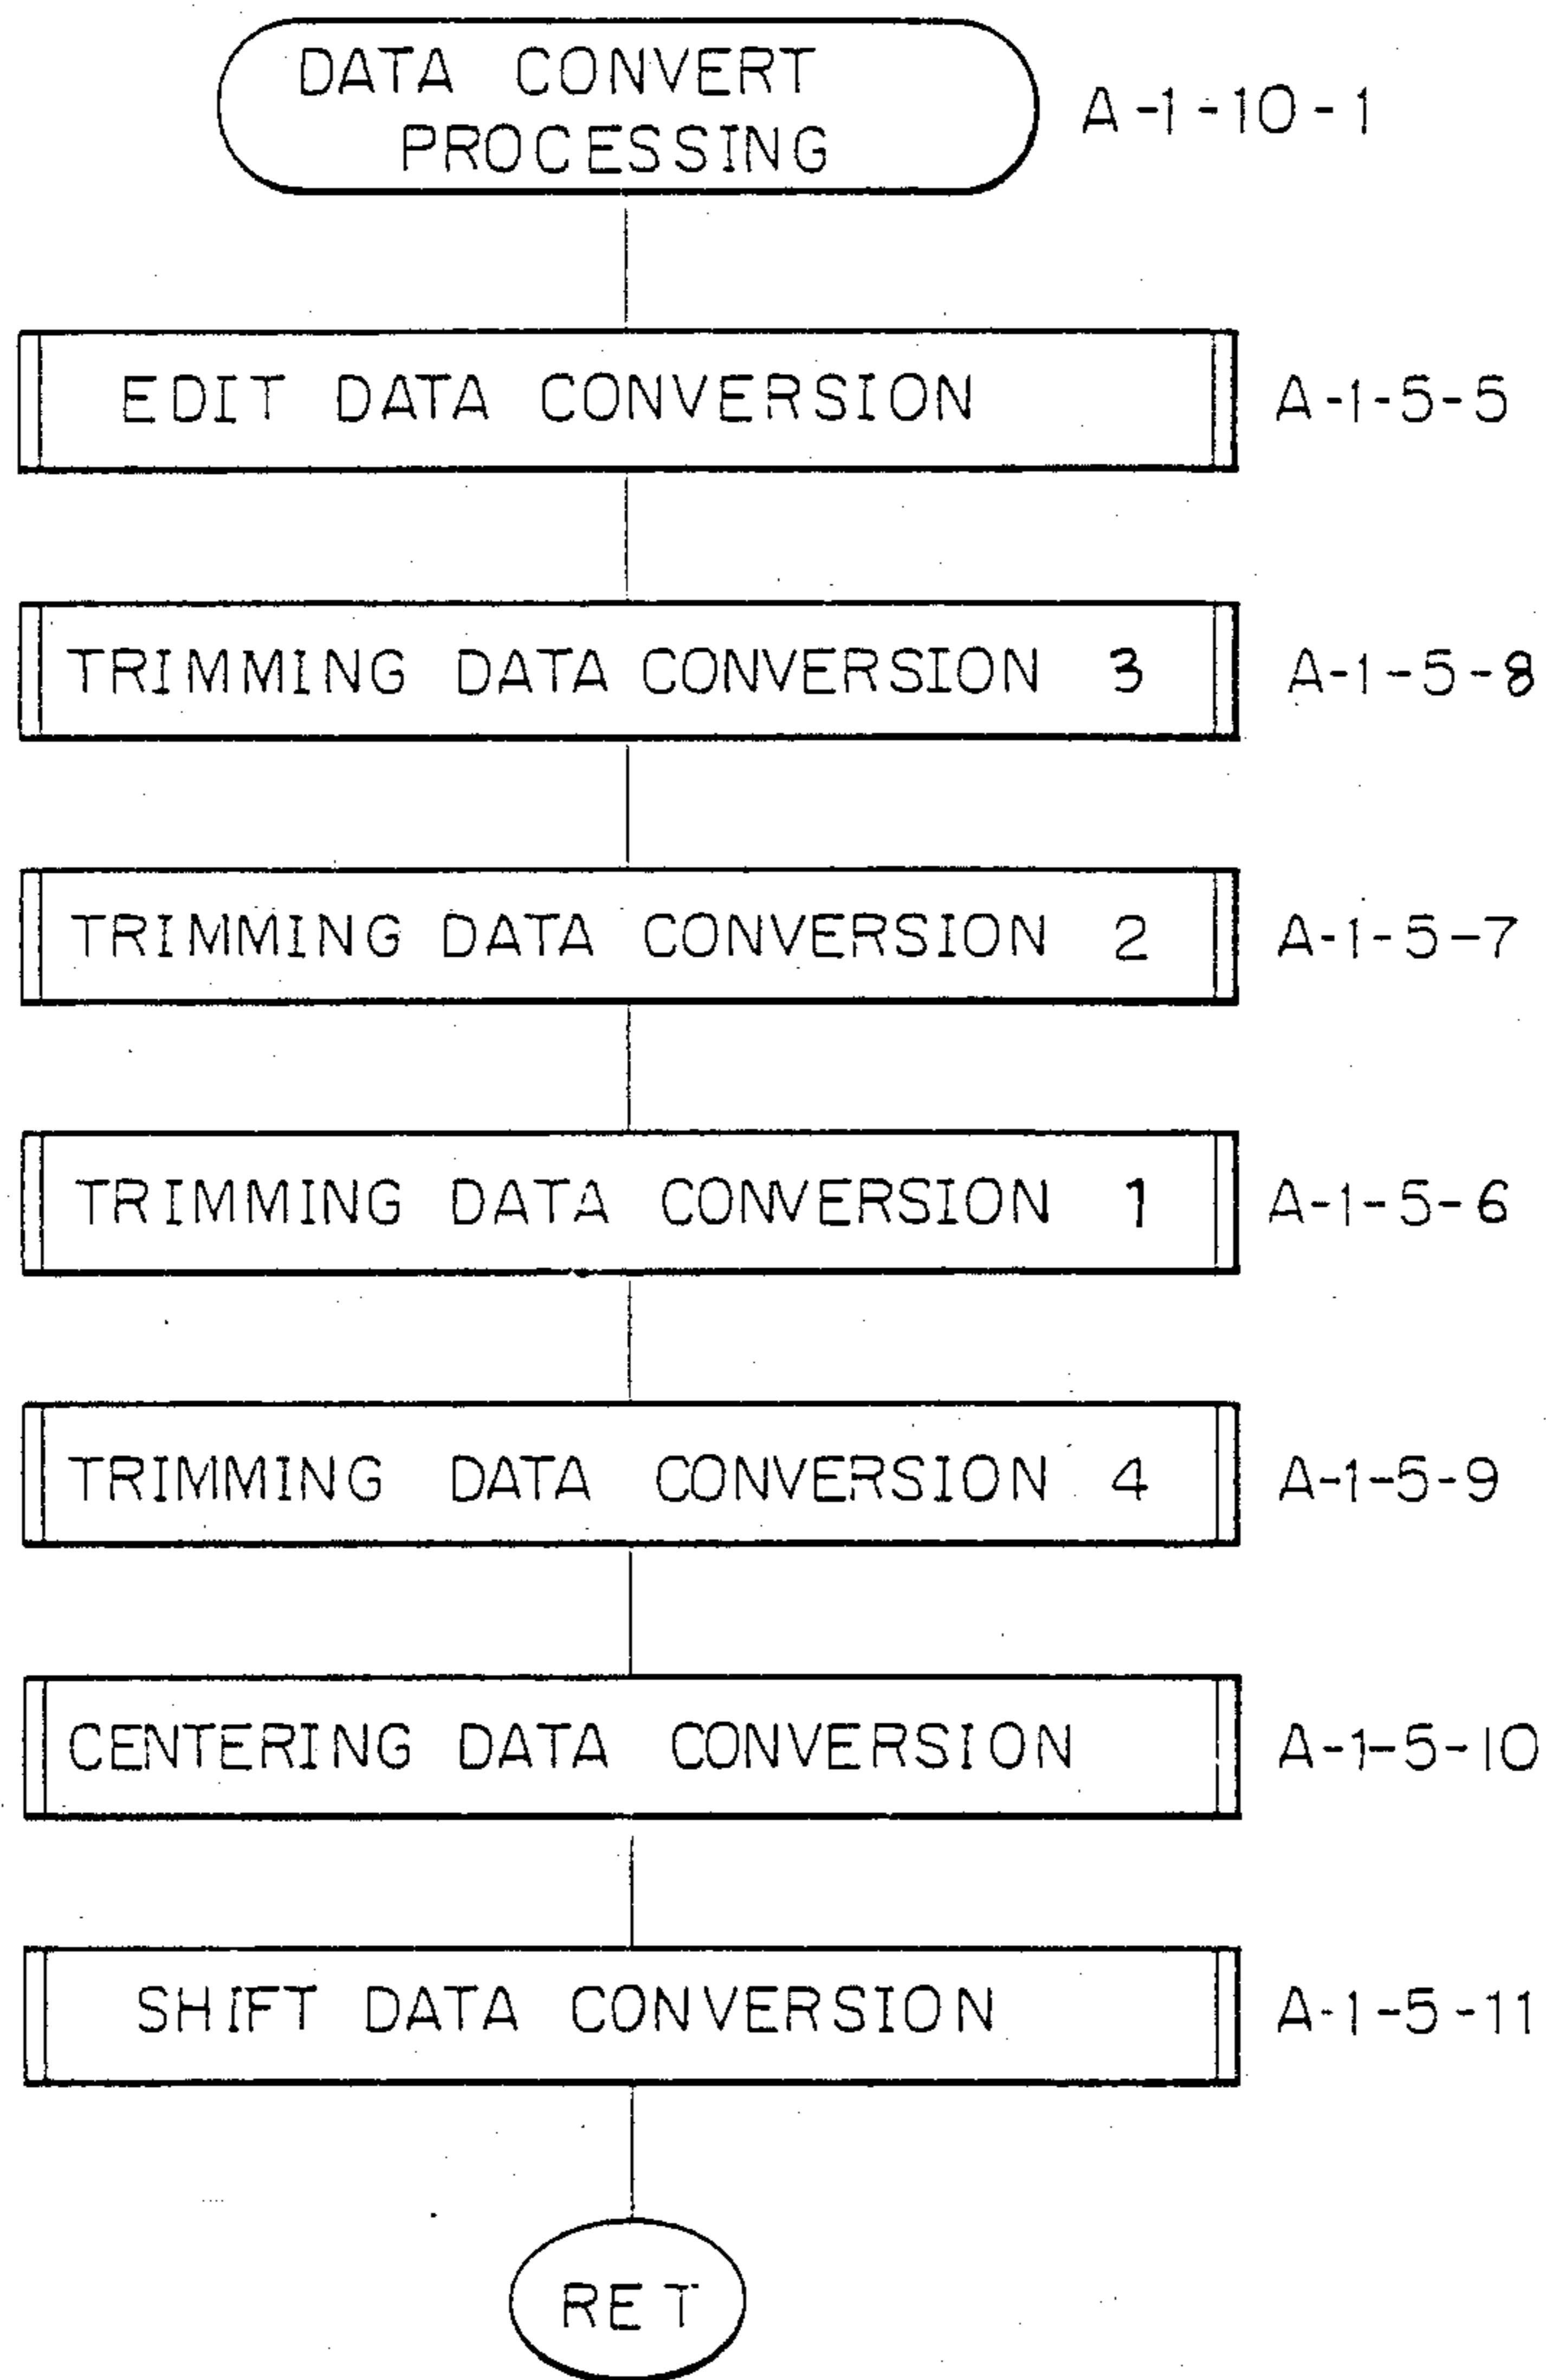 DATA CONVERT
PROCESSING
A-1-10-1
EDIT DATA CONVERSION
A-1-5-5
TRIMMING DATA CONVERSION 3
A-1-5-8
TRIMMING DATA CONVERSION 2
A-1-5-7
TRIMMING DATA CONVERSION 1
A-1-5-6
TRIMMING DATA CONVERSION 4
A-1-5-9
CENTERING DATA CONVERSION
A-1-5-10
SHIFT DATA CONVERSION
A-1-5-11
RET